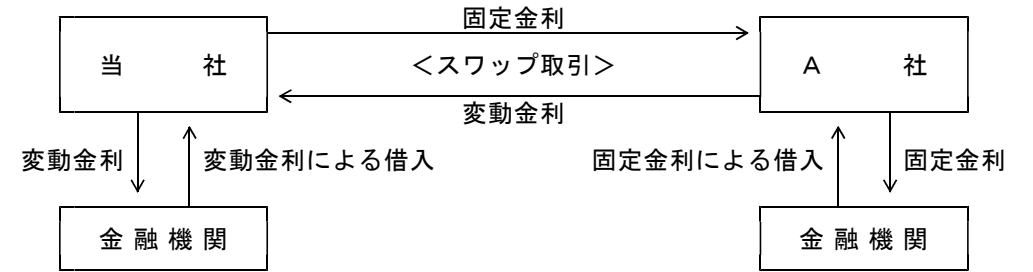 固定金利
当社
＜スワップ取引＞
A社
変動金利
変動金利
変動金利による借入
固定金利による借入
固定金利
金融機関
金融機関